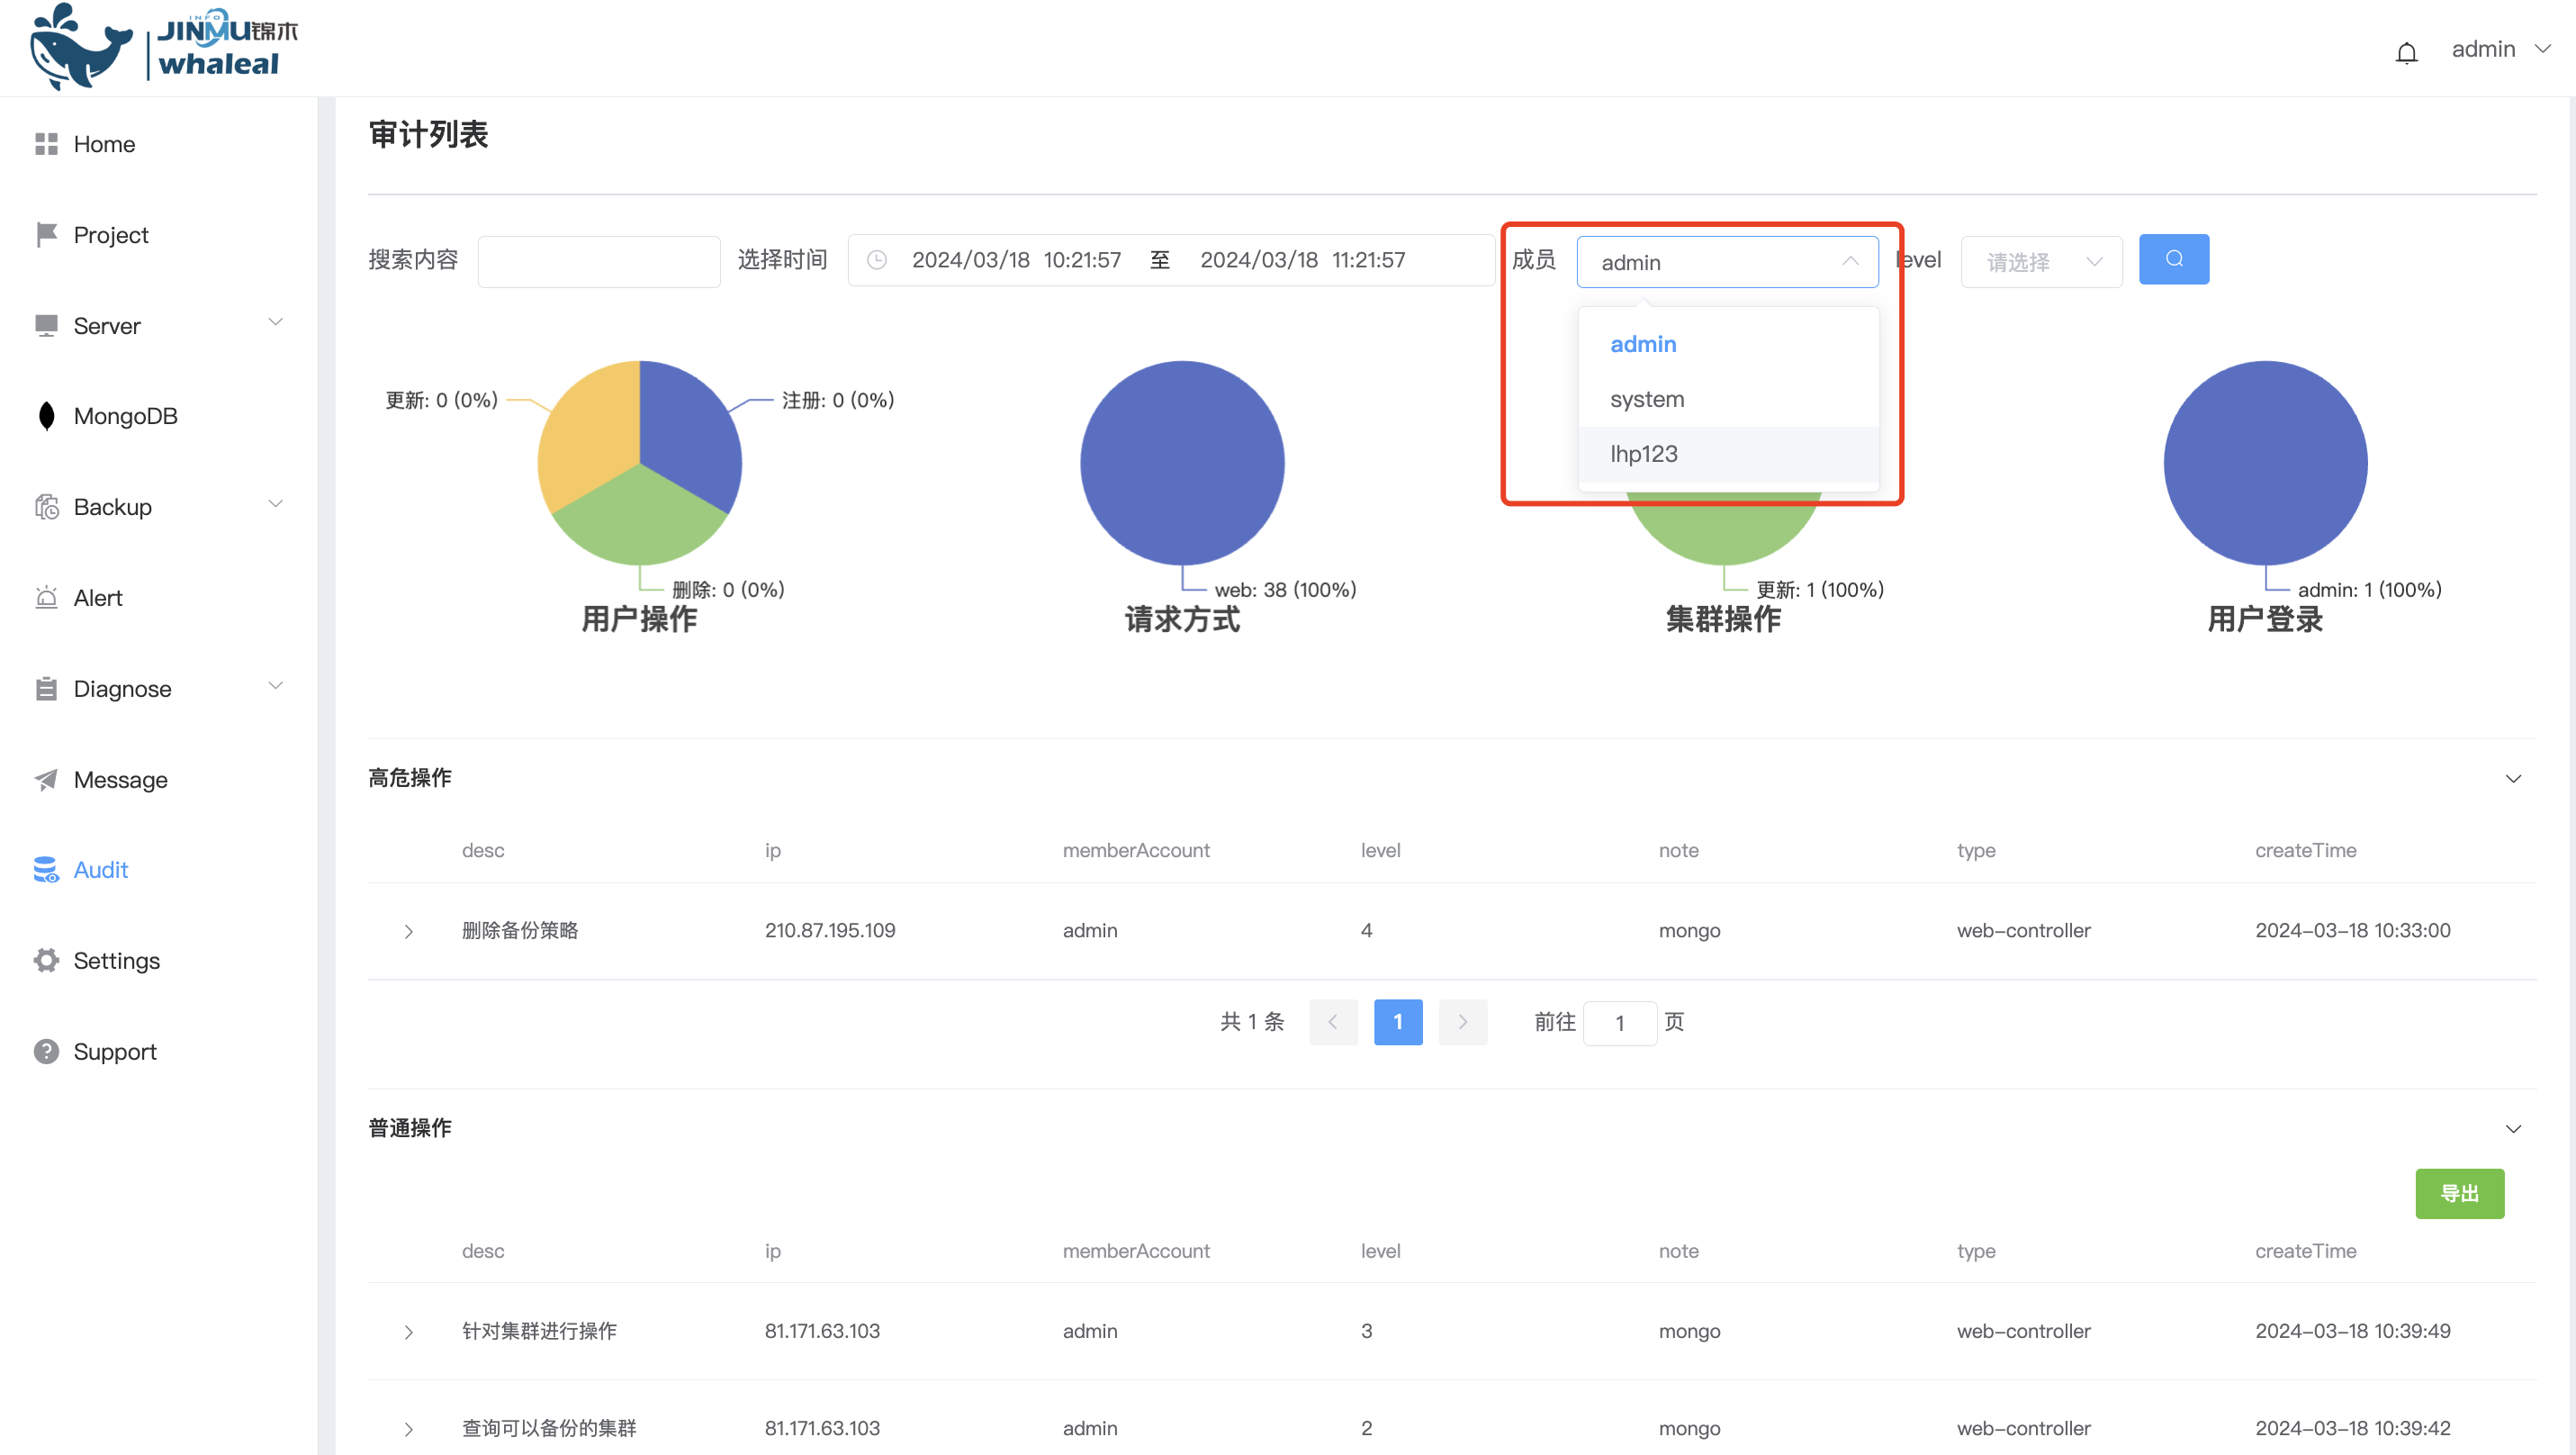 INFO
JINMU锦木
whaleal
admin
Home
Project
Server
MongoDB
Backup
Alert
Diagnose
Message
Audit
Settings
Support
审计列表
搜索内容 选择时间 2024/03/18 10:21:57 至 2024/03/18 11:21:57 成员 admin level 请选择
admin
system
lhp123
更新: 0 (0%) 注册: 0 (0%)
删除: 0 (0%) web: 38 (100%) 更新: 1 (100%) admin: 1 (100%)
用户操作 请求方式 集群操作 用户登录
高危操作
desc ip memberAccount level note type createTime
删除备份策略 210.87.195.109 admin 4 mongo web-controller 2024-03-18 10:33:00
共 1 条 1 前往 1 页
普通操作
导出
desc ip memberAccount level note type createTime
针对集群进行操作 81.171.63.103 admin 3 mongo web-controller 2024-03-18 10:39:49
查询可以备份的集群 81.171.63.103 admin 2 mongo web-controller 2024-03-18 10:39:42